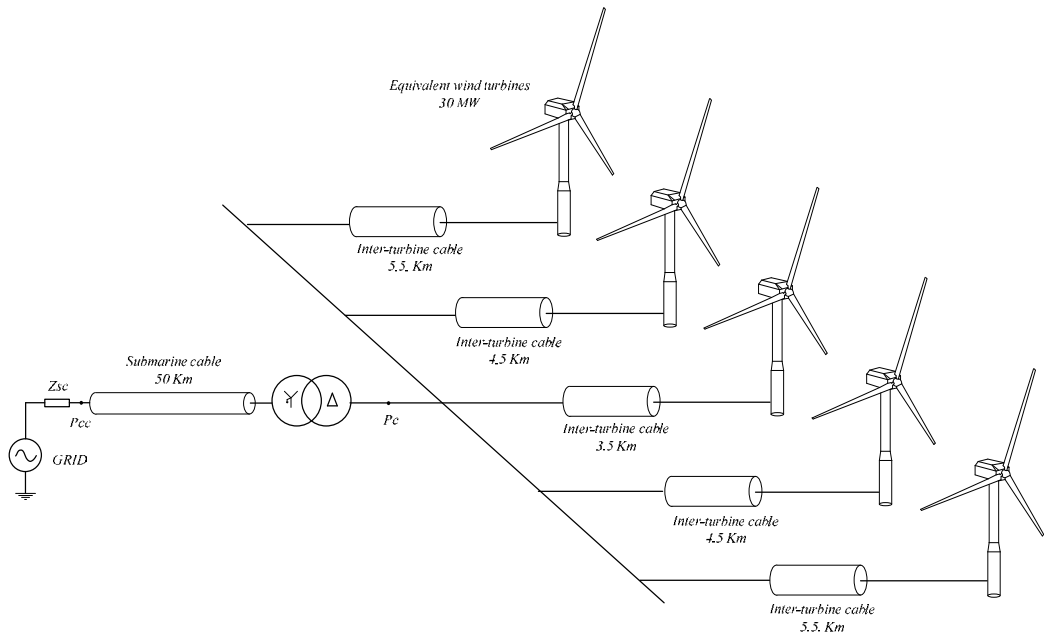 Equivalent wind turbines
30 MW
Inter-turbine cable
5.5. Km
Inter-turbine cable
4.5 Km
Submarine cable
50 Km
Zsc
Pcc
Pc
GRID
Δ
Inter-turbine cable
3.5 Km
Inter-turbine cable
4.5 Km
Inter-turbine cable
5.5. Km